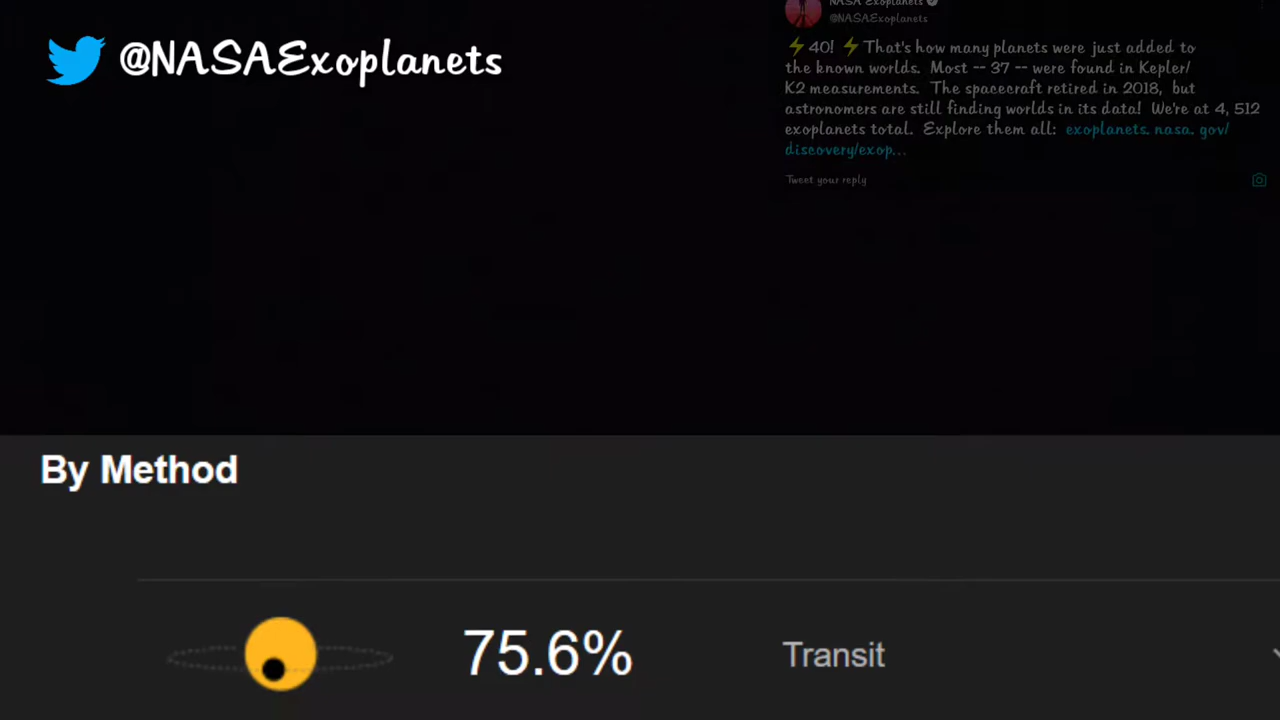 @NASAExoplanets
NASA Exoplanets
@NASAExoplanets
⚡40! ⚡That's how many planets were just added to
the known worlds. Most -- 37 -- were found in Kepler/
K2 measurements. The spacecraft retired in 2018, but
astronomers are still finding worlds in its data! We're at 4, 512
exoplanets total. Explore them all: exoplanets. nasa. gov/
discovery/exop...
Tweet your reply
By Method
75.6% Transit